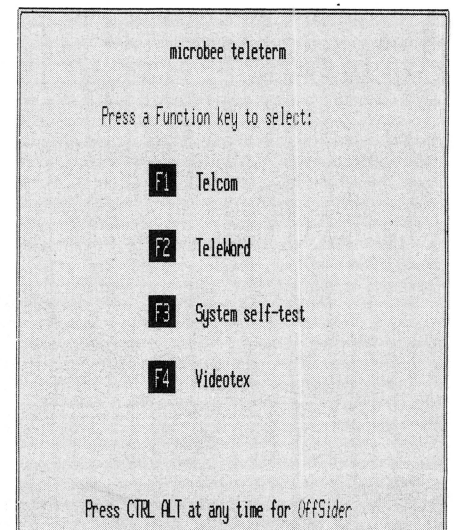 microbee teleterm
Press a Function key to select:
F1 Telcom
F2 TeleWord
F3 System self-test
F4 Videotex
Press CTRL ALT at any time for OffSider